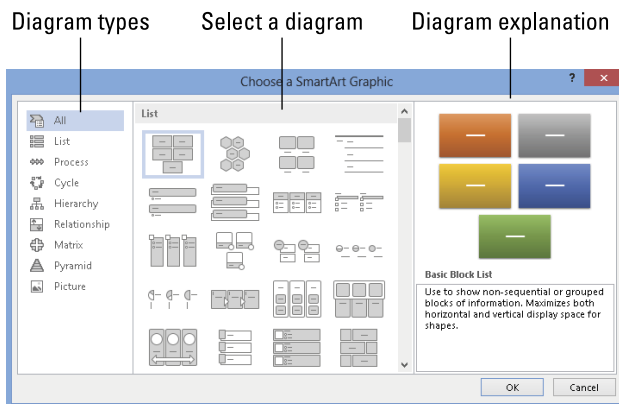 Diagram types Select a diagram Diagram explanation
Choose a SmartArt Graphic ? ×
All
List
Process
Cycle
Hierarchy
Relationship
Matrix
Pyramid
Picture
List
Basic Block List
Use to show non-sequential or grouped
blocks of information. Maximizes both
horizontal and vertical display space for
shapes.
OK Cancel